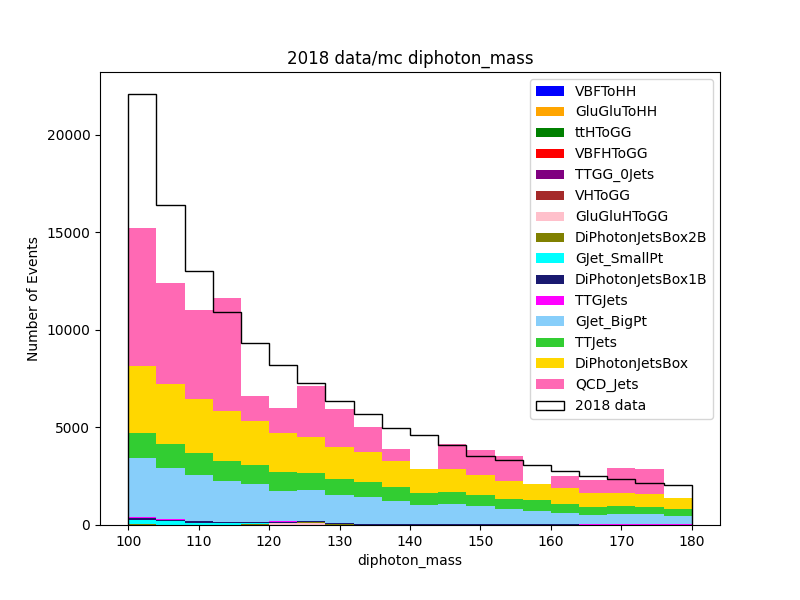 2018 data/mc diphoton_mass
Number of Events
20000
15000
10000
5000
0
100
110
120
130
140
150
160
170
180
diphoton_mass
VBFToHH
GluGluToHH
ttHToGG
VBFHToGG
TTGG_0Jets
VHToGG
GluGluHToGG
DiPhotonJetsBox2B
GJet_SmallPt
DiPhotonJetsBox1B
TTGJets
GJet_BigPt
TTJets
DiPhotonJetsBox
QCD_Jets
2018 data